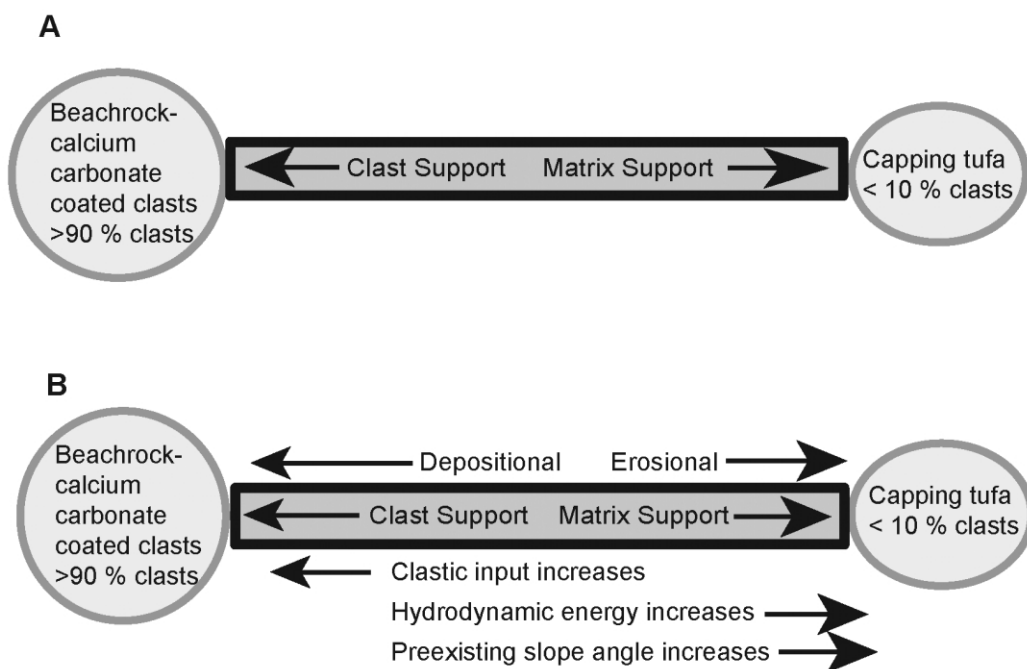 A
Beachrock-
calcium
carbonate
coated clasts
>90 % clasts
Clast Support Matrix Support
Capping tufa
< 10 % clasts
B
Beachrock-
calcium
carbonate
coated clasts
>90 % clasts
Depositional Erosional
Clast Support Matrix Support
Clastic input increases
Hydrodynamic energy increases
Preexisting slope angle increases
Capping tufa
< 10 % clasts